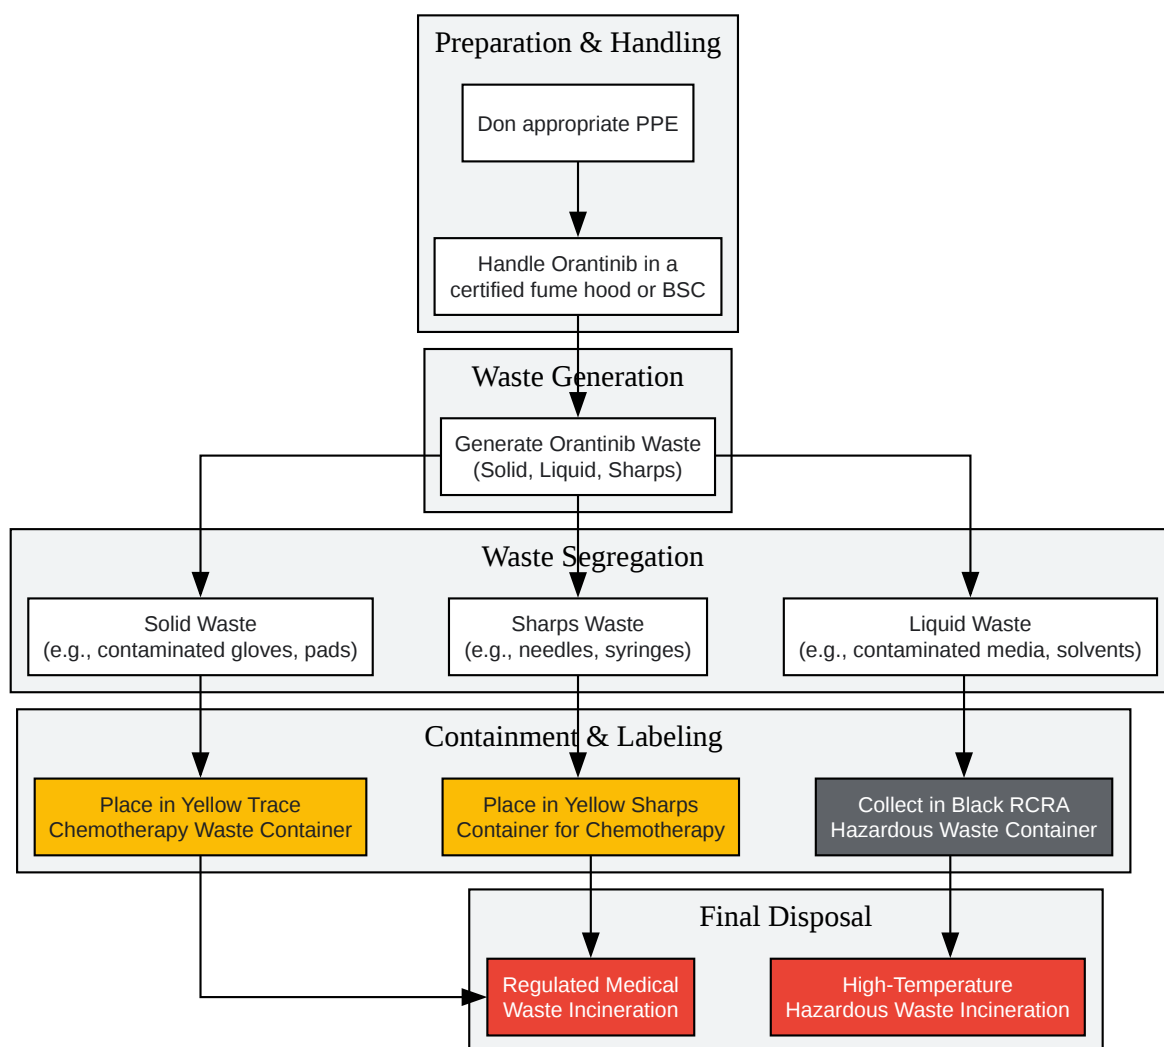 Preparation & Handling
Don appropriate PPE
Handle Orantinib in a
certified fume hood or BSC
Waste Generation
Generate Orantinib Waste
(Solid, Liquid, Sharps)
Waste Segregation
Solid Waste
(e.g., contaminated gloves, pads)
Sharps Waste
(e.g., needles, syringes)
Liquid Waste
(e.g., contaminated media, solvents)
Containment & Labeling
Place in Yellow Trace
Chemotherapy Waste Container
Place in Yellow Sharps
Container for Chemotherapy
Collect in Black RCRA
Hazardous Waste Container
Final Disposal
Regulated Medical
Waste Incineration
High-Temperature
Hazardous Waste Incineration